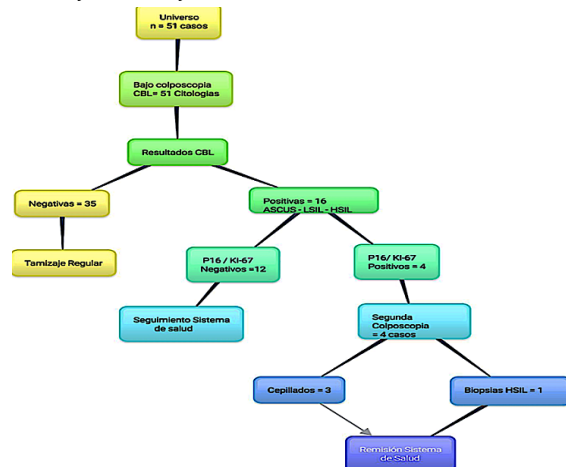 Universo
n = 51 casos
Bajo colposcopia
CBL= 51 Citologías
Resultados CBL
Negativas = 35
Positivas = 16
ASCUS - LSIL - HSIL
Tamizaje Regular
P16 / KI-67
Negativos =12
P16/ KI-67
Positivos = 4
Seguimiento Sistema
de salud
Segunda
Colposcopia
= 4 casos
Cepillados = 3
Biopsias HSIL = 1
Remisión Sistema
de Salud